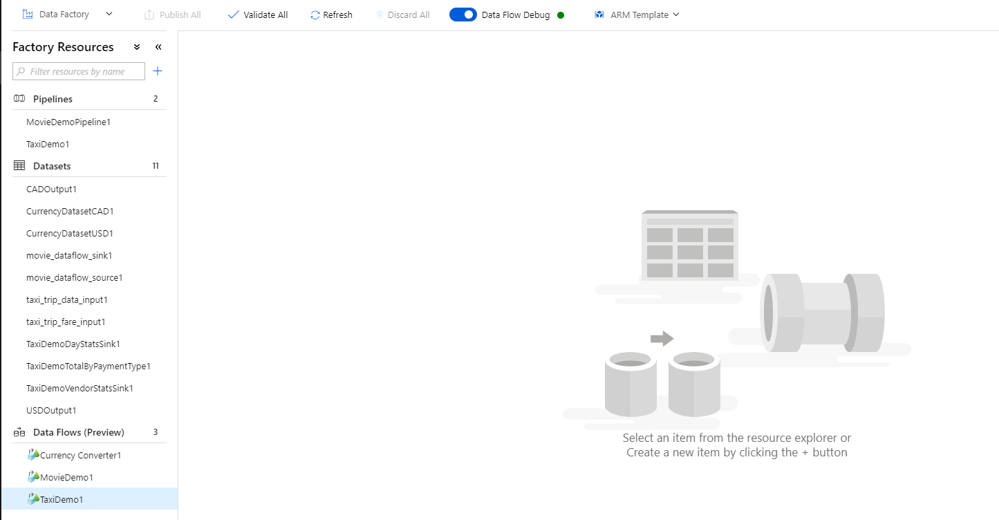 Data Factory
Publish All
Validate All
Refresh
Discard All
Data Flow Debug
ARM Template
Factory Resources
Filter resources by name
Pipelines 2
MovieDemoPipeline1
TaxiDemo1
Datasets 11
CADOutput1
CurrencyDatasetCAD1
CurrencyDatasetUSD1
movie_dataflow_sink1
movie_dataflow_source1
taxi_trip_data_input1
taxi_trip_fare_input1
TaxiDemoDayStatsSink1
TaxiDemoTotalByPaymentType1
TaxiDemoVendorStatsSink1
USDOutput1
Data Flows (Preview) 3
Currency Converter1
MovieDemo1
TaxiDemo1
Select an item from the resource explorer or
Create a new item by clicking the + button